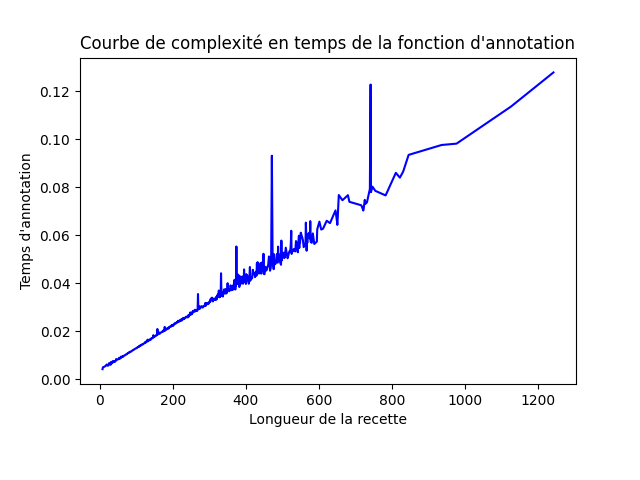 Courbe de complexité en temps de la fonction d'annotation
0.12
0.10
0.08
0.06
0.04
0.02
0.00
Temps d'annotation
0 200 400 600 800 1000 1200
Longueur de la recette